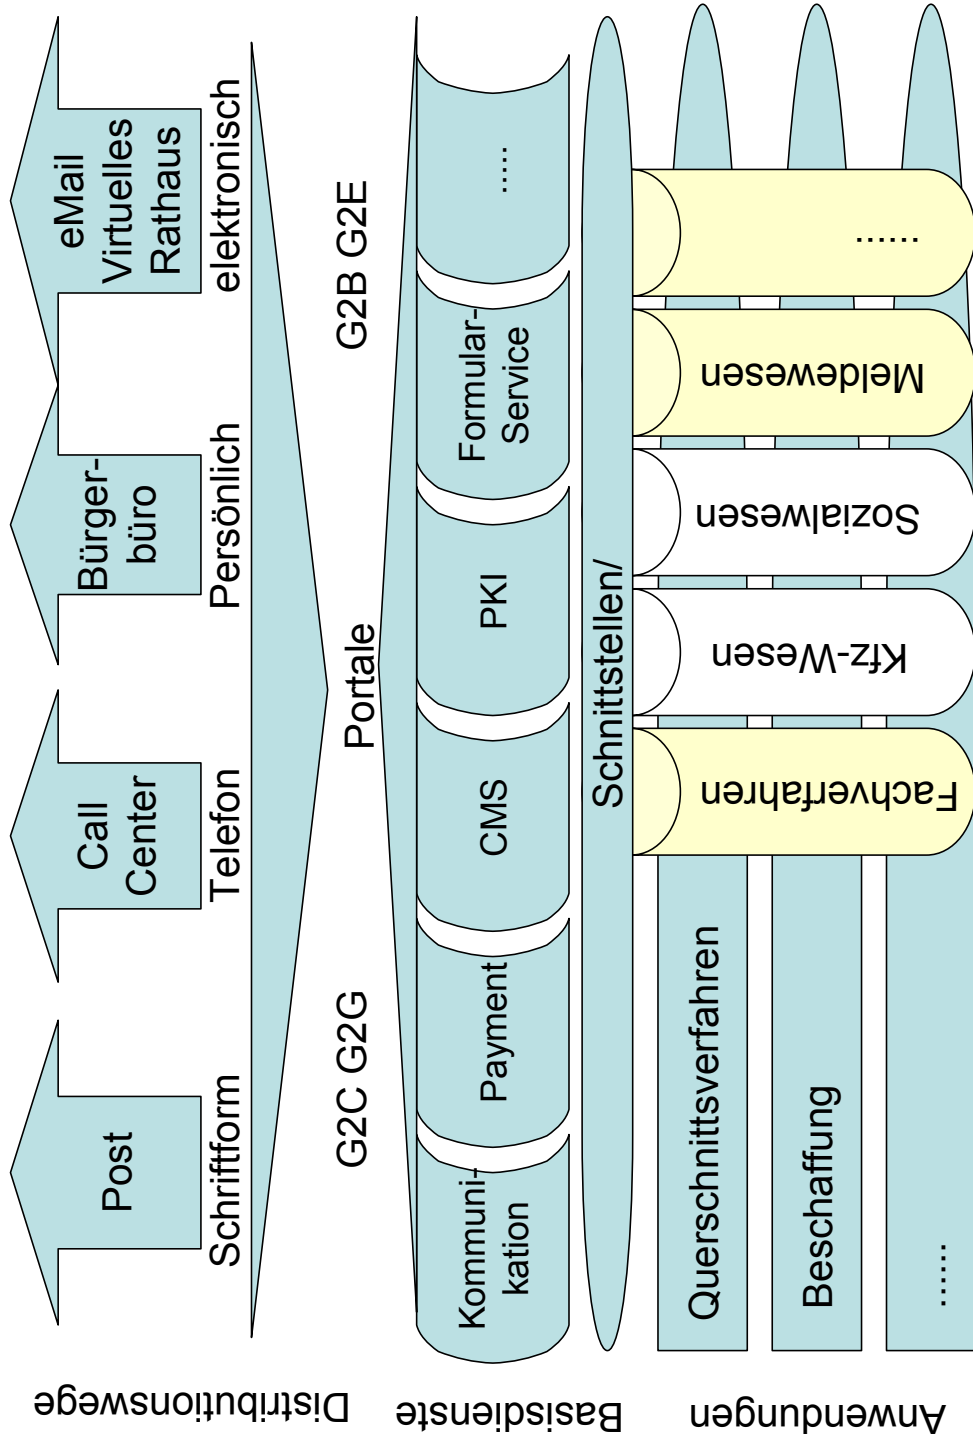 Distributionswege
Post
Schriftform
Call
Center
Telefon
Bürger-
büro
Persönlich
eMail
Virtuelles
Rathaus
elektronisch
G2C G2G
Portale
G2B G2E
Basisdienste
Kommuni-
kation
Payment
CMS
PKI
Formular-
Service
.....
Schnittstellen/
Anwendungen
Querschnittsverfahren
Beschaffung
......
Fachverfahren
Kfz-Wesen
Sozialwesen
Meldewesen
......